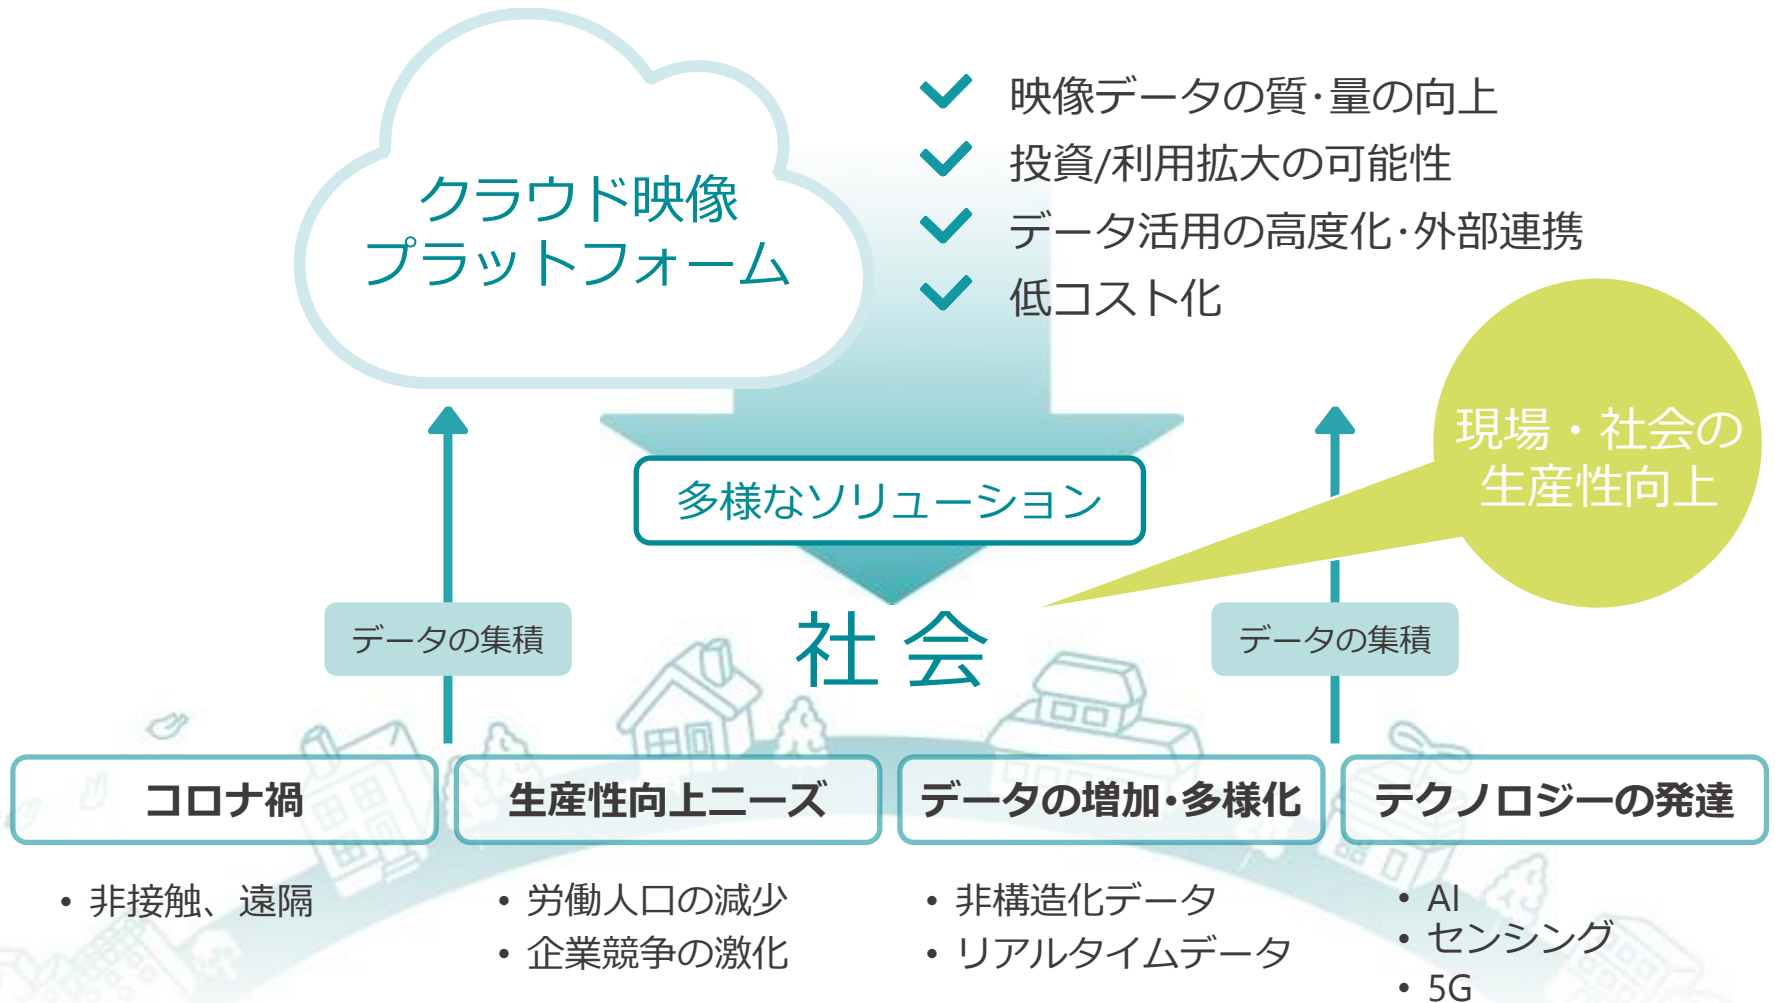 クラウド映像
プラットフォーム
映像データの質･量の向上
投資/利用拡大の可能性
データ活用の高度化･外部連携
低コスト化
現場・社会の
生産性向上
多様なソリューション
データの集積
社会
データの集積
コロナ禍
生産性向上ニーズ
データの増加･多様化
テクノロジーの発達
• 非接触、遠隔
• 労働人口の減少
• 企業競争の激化
• 非構造化データ
• リアルタイムデータ
• AI
• センシング
• 5G